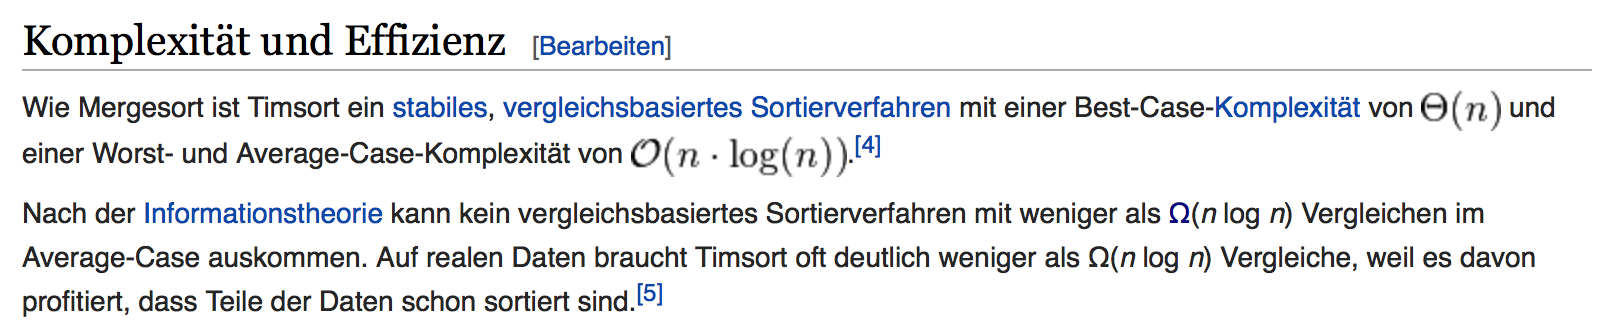 Komplexität und Effizienz [Bearbeiten]
Wie Mergesort ist Timsort ein stabiles, vergleichsbasiertes Sortierverfahren mit einer Best-Case-Komplexität von Θ(n) und
einer Worst- und Average-Case-Komplexität von 𝒪(n · log(n)).[4]
Nach der Informationstheorie kann kein vergleichsbasiertes Sortierverfahren mit weniger als Ω(n log n) Vergleichen im
Average-Case auskommen. Auf realen Daten braucht Timsort oft deutlich weniger als Ω(n log n) Vergleiche, weil es davon
profitiert, dass Teile der Daten schon sortiert sind.[5]